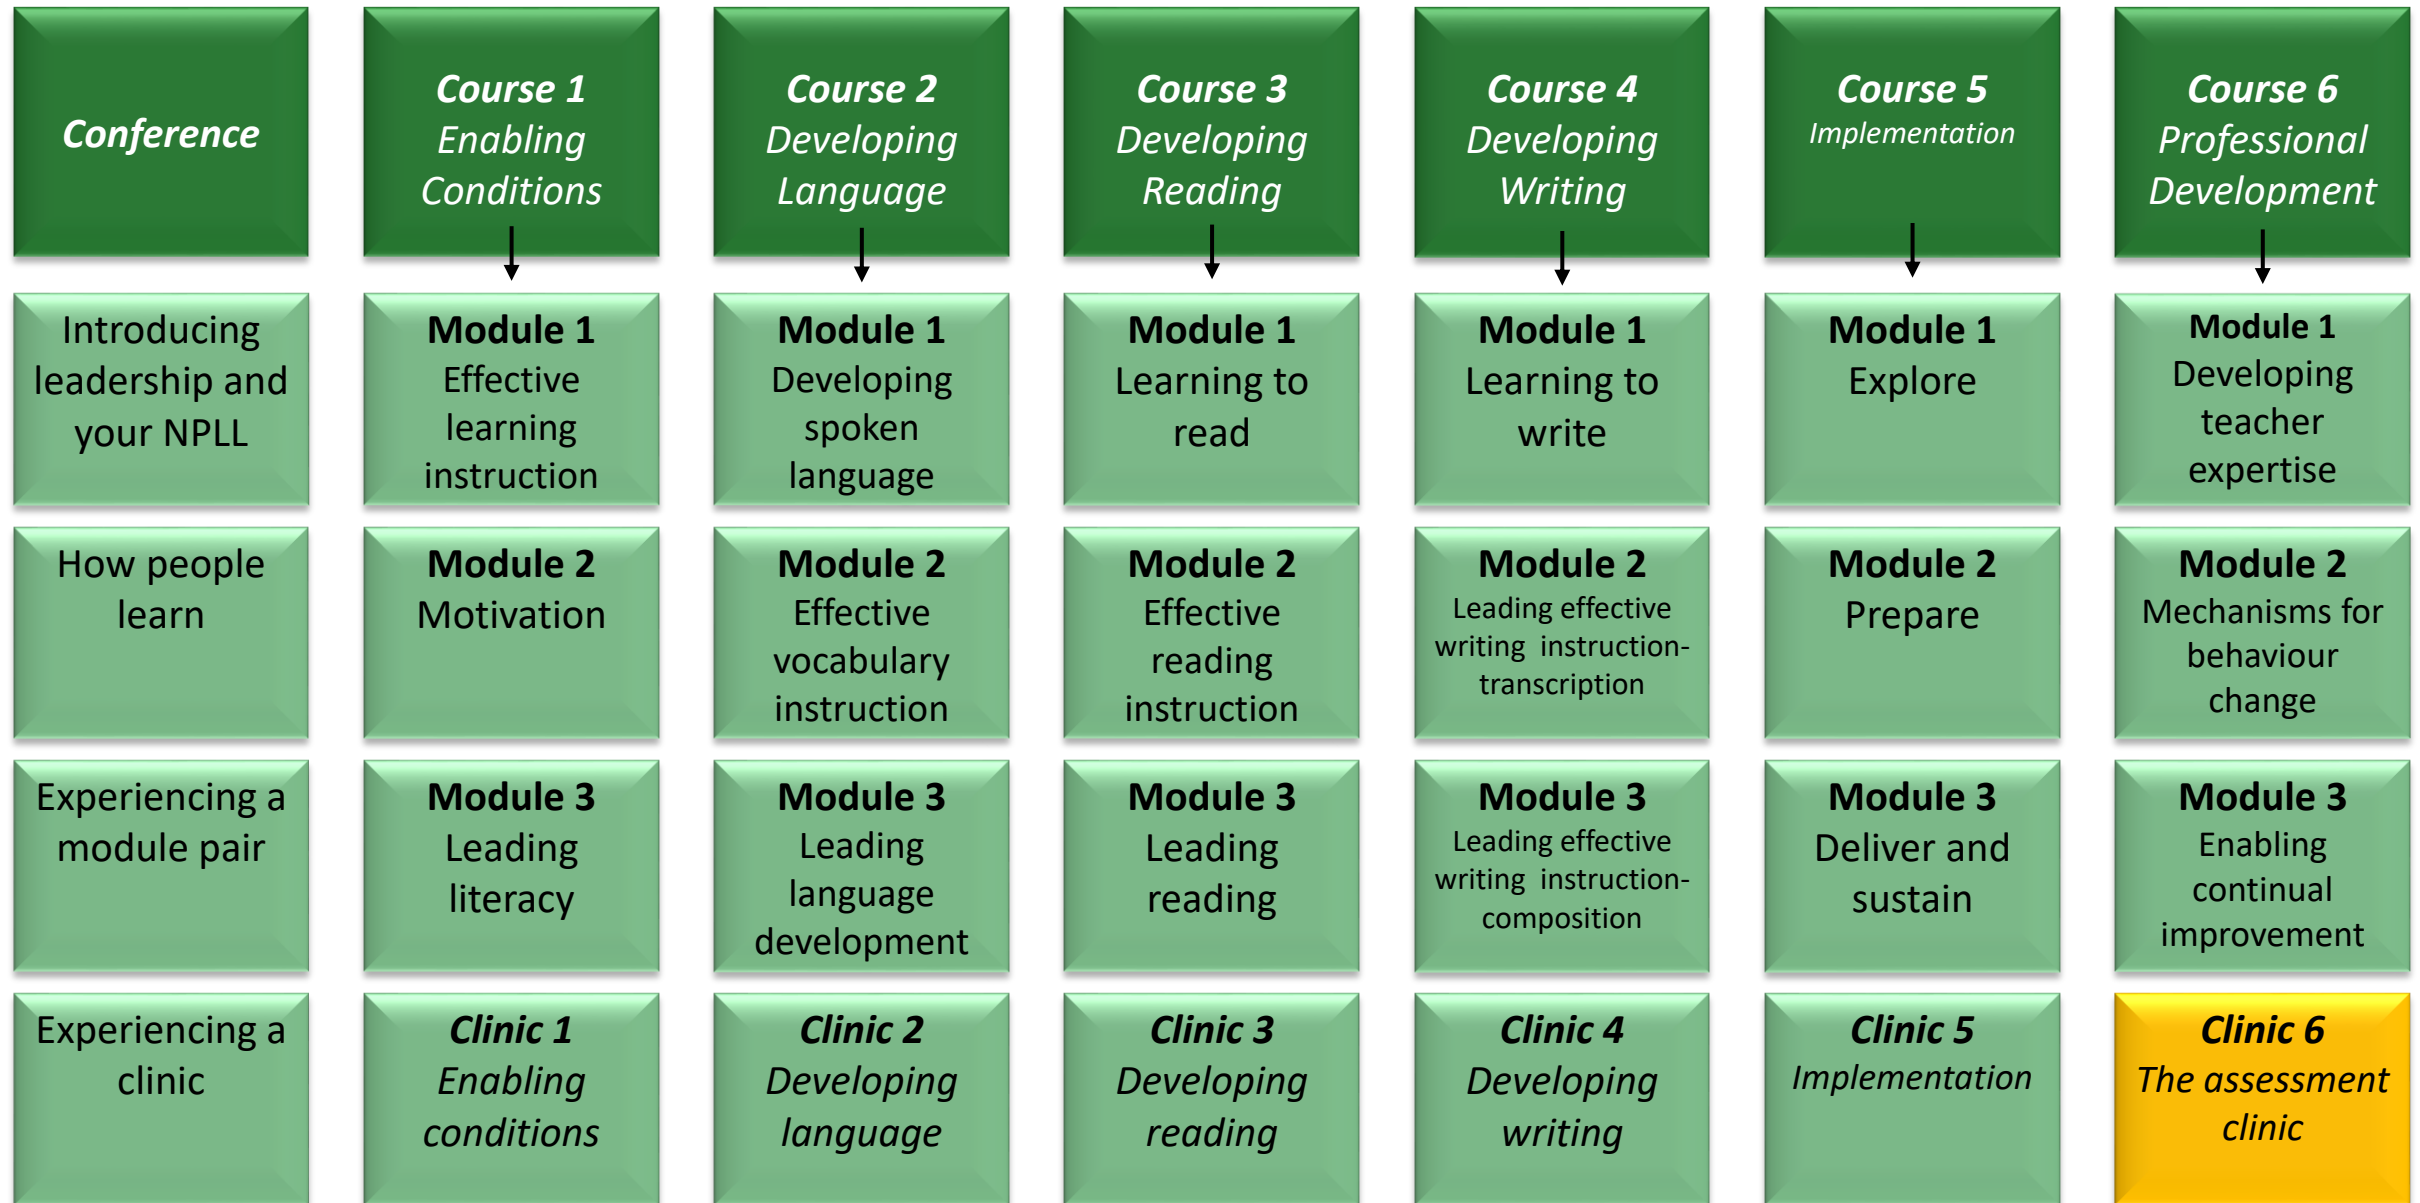 Conference
Course 1
Enabling
Conditions
Course 2
Developing
Language
Course 3
Developing
Reading
Course 4
Developing
Writing
Course 5
Implementation
Course 6
Professional
Development
Introducing
leadership and
your NPLL
Module 1
Effective
learning
instruction
Module 1
Developing
spoken
language
Module 1
Learning to
read
Module 1
Learning to
write
Module 1
Explore
Module 1
Developing
teacher
expertise
How people
learn
Module 2
Motivation
Module 2
Effective
vocabulary
instruction
Module 2
Effective
reading
instruction
Module 2
Leading effective
writing instruction-
transcription
Module 2
Prepare
Module 2
Mechanisms for
behaviour
change
Experiencing a
module pair
Module 3
Leading
literacy
Module 3
Leading
language
development
Module 3
Leading
reading
Module 3
Leading effective
writing instruction-
composition
Module 3
Deliver and
sustain
Module 3
Enabling
continual
improvement
Experiencing a
clinic
Clinic 1
Enabling
conditions
Clinic 2
Developing
language
Clinic 3
Developing
reading
Clinic 4
Developing
writing
Clinic 5
Implementation
Clinic 6
The assessment
clinic